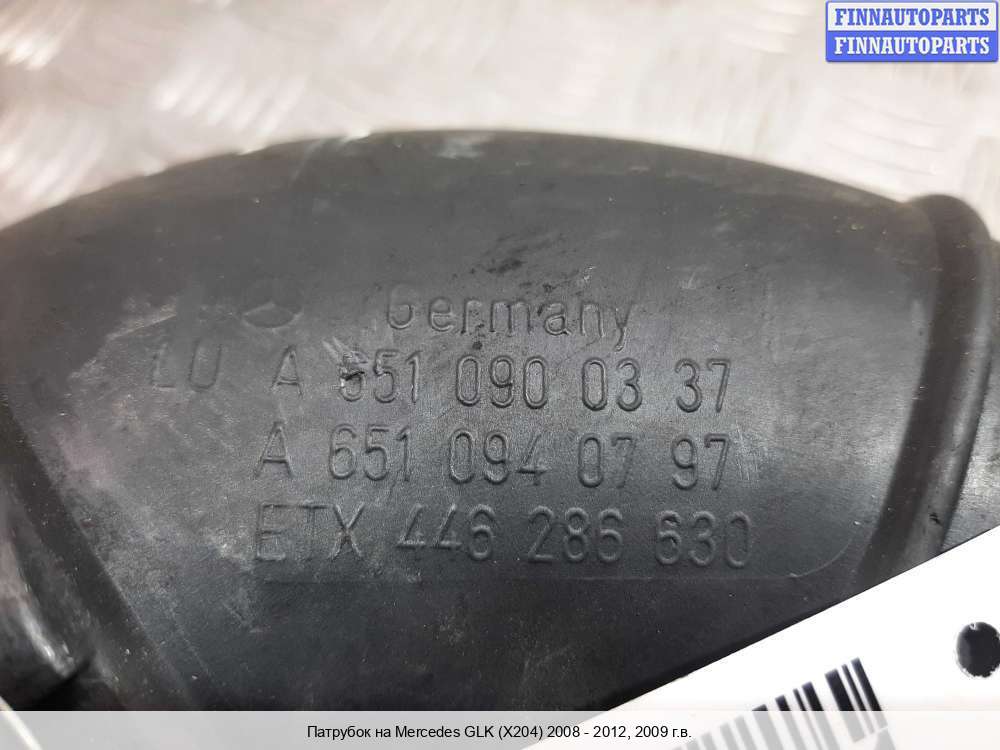 FINNAUTOPARTS
FINNAUTOPARTS
Germany
LU A 651 090 03 37
A 651 094 07 97
ETX 446 286 630
Патрубок на Mercedes GLK (X204) 2008 - 2012, 2009 г.в.